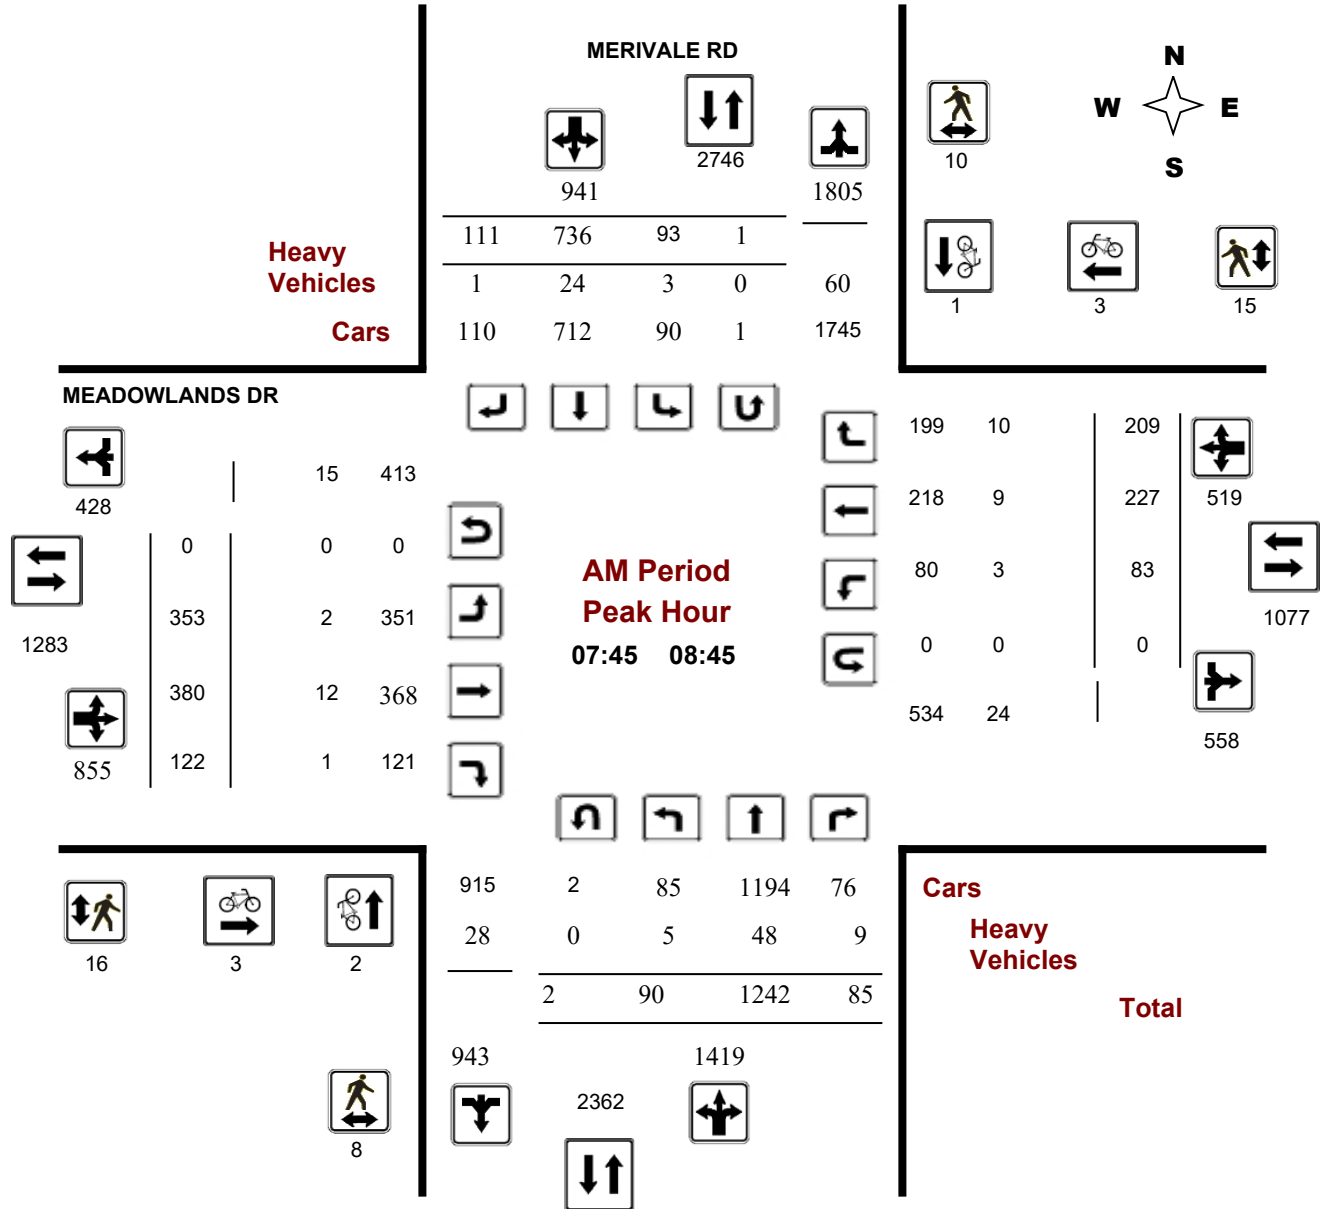 MERIVALE RD
N
W E
S
2746
10
941
1805
111 736 93 1
Heavy
Vehicles
1 24 3 0 60
1 3 15
Cars
110 712 90 1 1745
MEADOWLANDS DR
199 10 209
15 413
428
218 9 227 519
0 0 0
AM Period
80 3 83
353 2 351
Peak Hour
1077
1283
07:45 08:45
0 0 0
380 12 368
534 24
558
855
122 1 121
915 2 85 1194 76
Cars
28 0 5 48 9
Heavy
Vehicles
16 3 2
2 90 1242 85
Total
943 1419
2362
8